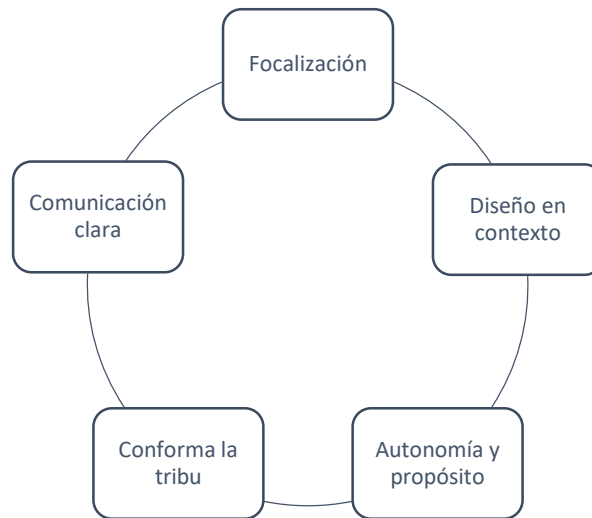 Focalización
Diseño en
contexto
Autonomía y
propósito
Conforma la
tribu
Comunicación
clara